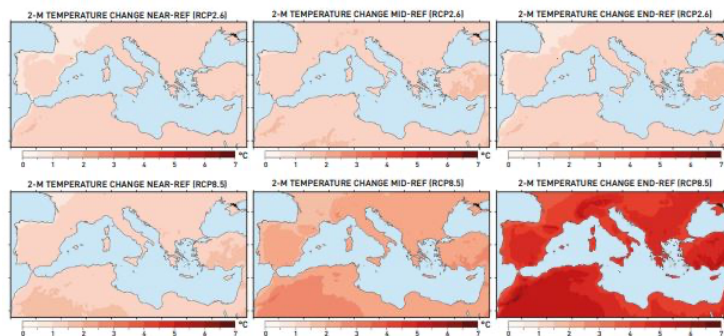 2-M TEMPERATURE CHANGE NEAR-REF (RCP2.6)
2-M TEMPERATURE CHANGE MID-REF (RCP2.6)
2-M TEMPERATURE CHANGE END-REF (RCP2.6)
0 1 2 3 4 5 6 7 °C
0 1 2 3 4 5 6 7 °C
0 1 2 3 4 5 6 7
2-M TEMPERATURE CHANGE NEAR-REF (RCP8.5)
2-M TEMPERATURE CHANGE MID-REF (RCP8.5)
2-M TEMPERATURE CHANGE END-REF (RCP8.5)
0 1 2 3 4 5 6 7 °C
0 1 2 3 4 5 6 7 °C
0 1 2 3 4 5 6 7